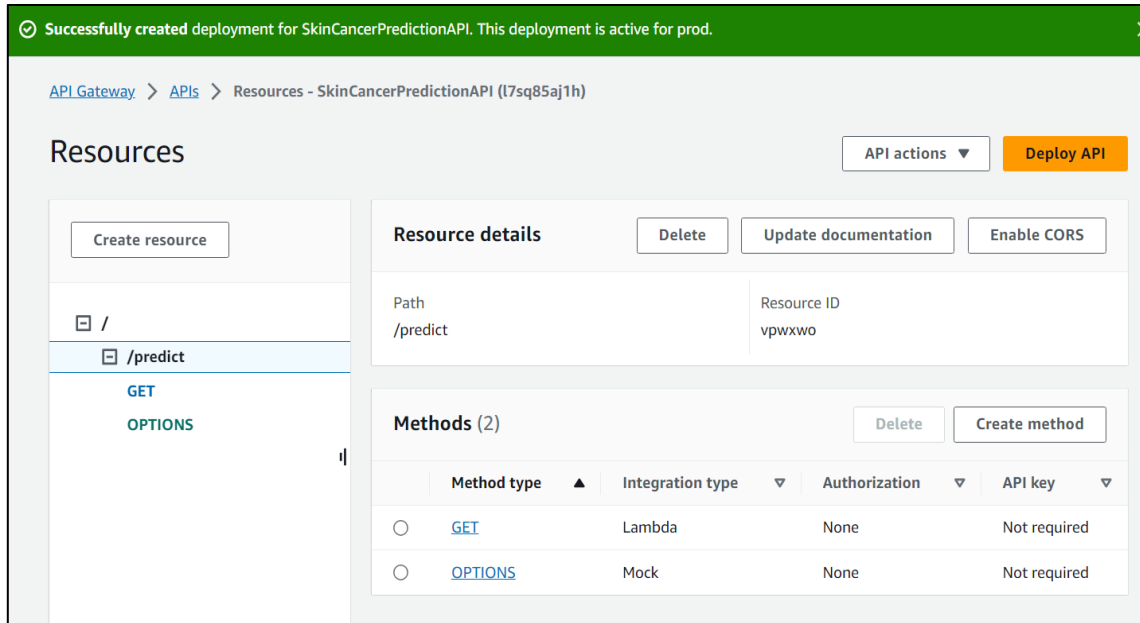 Successfully created deployment for SkinCancerPredictionAPI. This deployment is active for prod.
API Gateway > APIs > Resources - SkinCancerPredictionAPI (l7sq85aj1h)
Resources
API actions
Deploy API
Create resource
/
/predict
GET
OPTIONS
Resource details
Delete
Update documentation
Enable CORS
Path
/predict
Resource ID
vpwxwo
Methods (2)
Delete
Create method
Method type
Integration type
Authorization
API key
GET
Lambda
None
Not required
OPTIONS
Mock
None
Not required